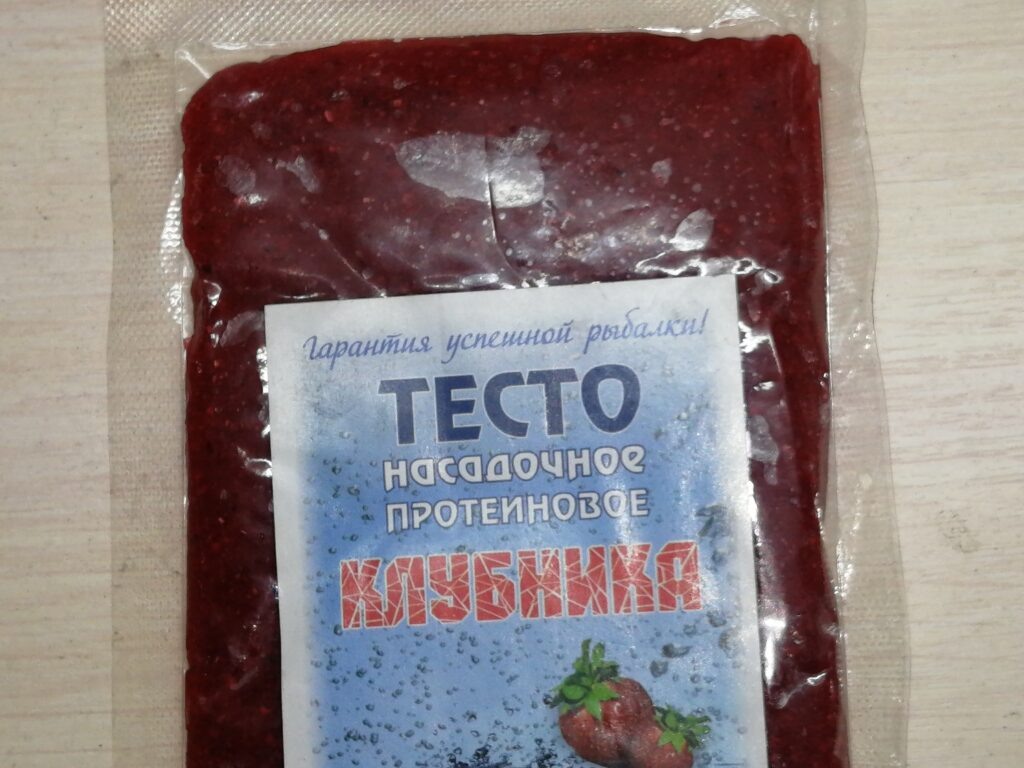 Гарантия успешной рыбалки!
ТЕСТО
насадочное
ПРОТЕИНОВОЕ
КЛУБНИКА